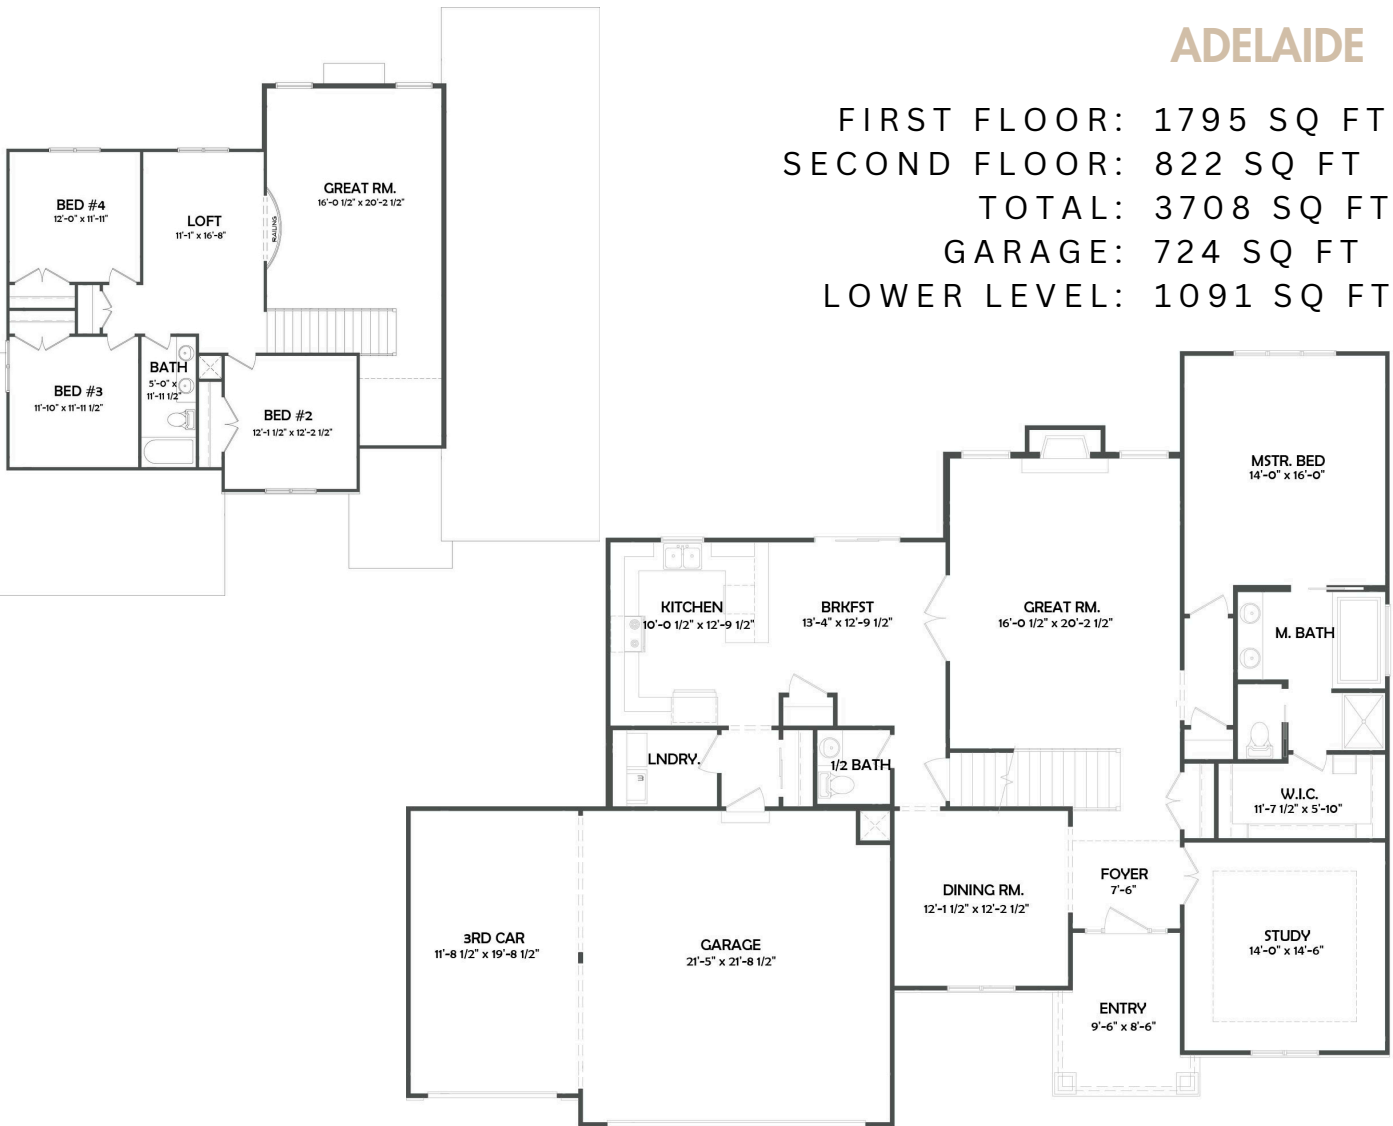 ADELAIDE
FIRST FLOOR: 1795 SQ FT
SECOND FLOOR: 822 SQ FT
TOTAL: 3708 SQ FT
GARAGE: 724 SQ FT
LOWER LEVEL: 1091 SQ FT
BED #4
12'-0" x 11'-11"
LOFT
11'-1" x 16'-8"
RAILING
GREAT RM.
16'-0 1/2" x 20'-2 1/2"
BED #3
11'-10" x 11'-11 1/2"
BATH
5'-0" x
11'-11 1/2"
BED #2
12'-1 1/2" x 12'-2 1/2"
MSTR. BED
14'-0" x 16'-0"
KITCHEN
10'-0 1/2" x 12'-9 1/2"
BRKFST
13'-4" x 12'-9 1/2"
GREAT RM.
16'-0 1/2" x 20'-2 1/2"
M. BATH
LNDRY.
1/2 BATH
W.I.C.
11'-7 1/2" x 5'-10"
DINING RM.
12'-1 1/2" x 12'-2 1/2"
FOYER
7'-6"
3RD CAR
11'-8 1/2" x 19'-8 1/2"
GARAGE
21'-5" x 21'-8 1/2"
STUDY
14'-0" x 14'-6"
ENTRY
9'-6" x 8'-6"